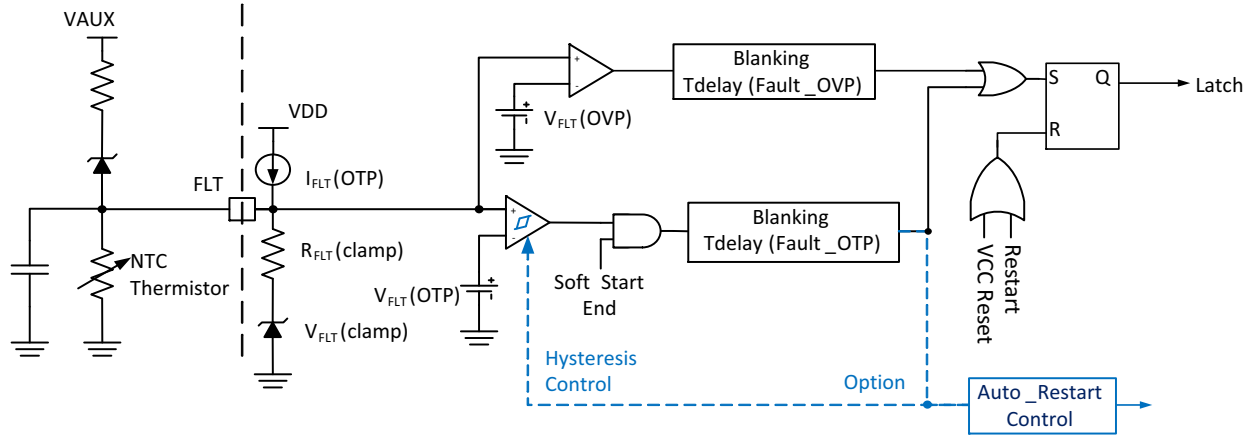 VAUX
Blanking
Tdelay (Fault _OVP)
+
-
S
Q
Latch
VDD
+
-
VFLT(OVP)
R
FLT
IFLT(OTP)
+
-
Blanking
Tdelay (Fault _OTP)
RFLT(clamp)
NTC
Thermistor
+
-
VFLT(OTP)
Soft Start
End
VCC Reset
Restart
VFLT(clamp)
Hysteresis
Control
Option
Auto _Restart
Control